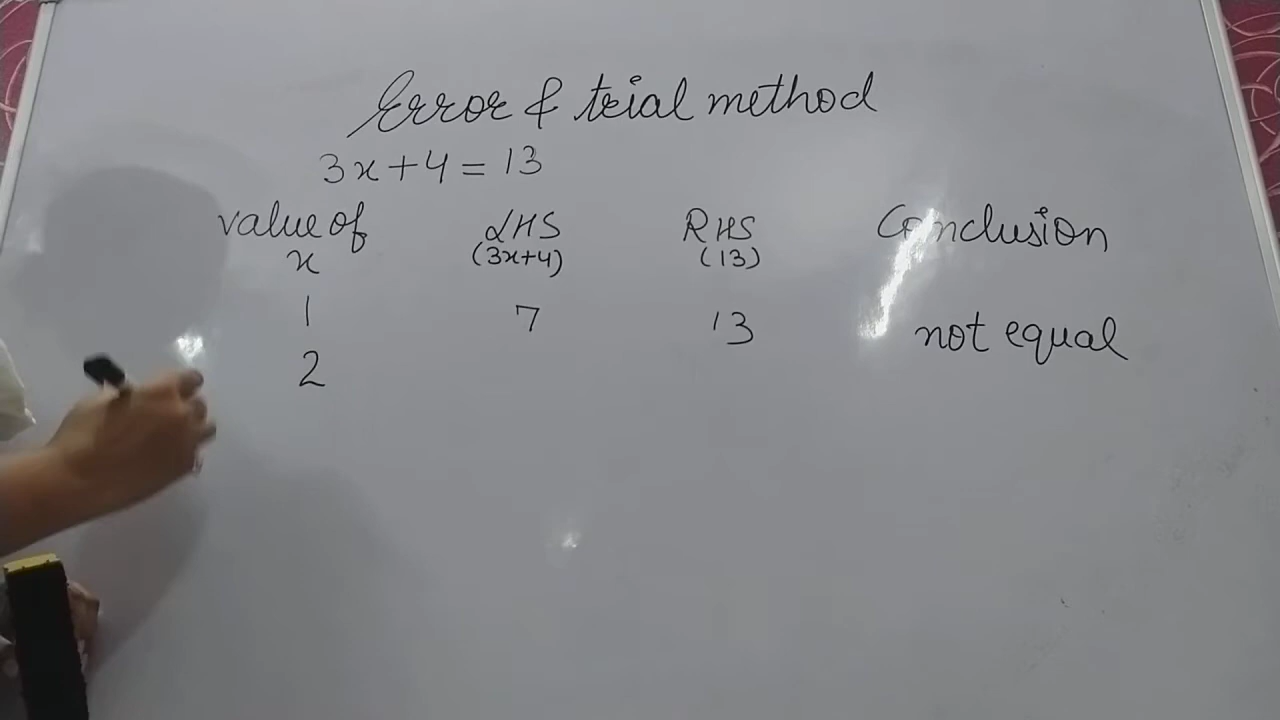 Error & trial method
3x+4=13
value of x LHS (3x+4) RHS (13) Conclusion
1 7 13 not equal
2